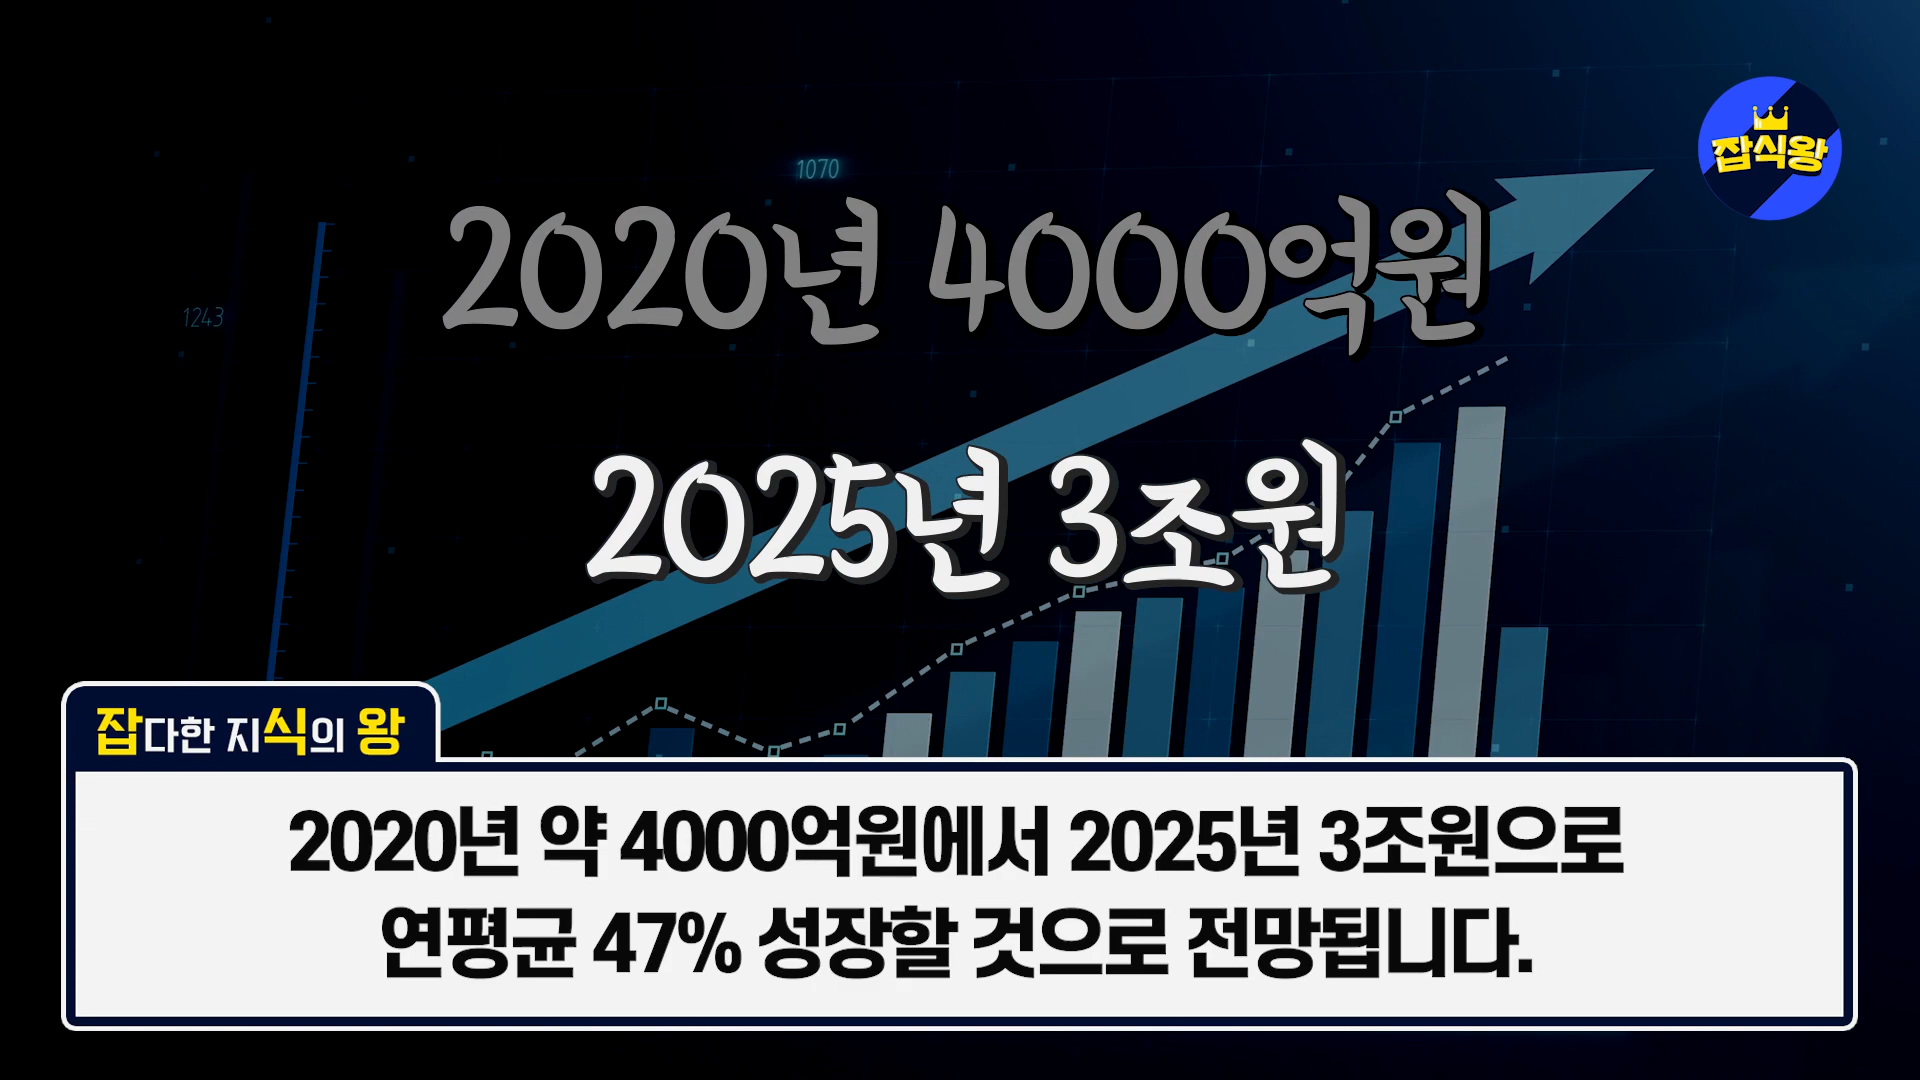 1070
잡식왕
2020년 4000억원
1243
2025년 3조원
잡다한 지식의 왕
2020년 약 4000억원에서 2025년 3조원으로
연평균 47% 성장할 것으로 전망됩니다.